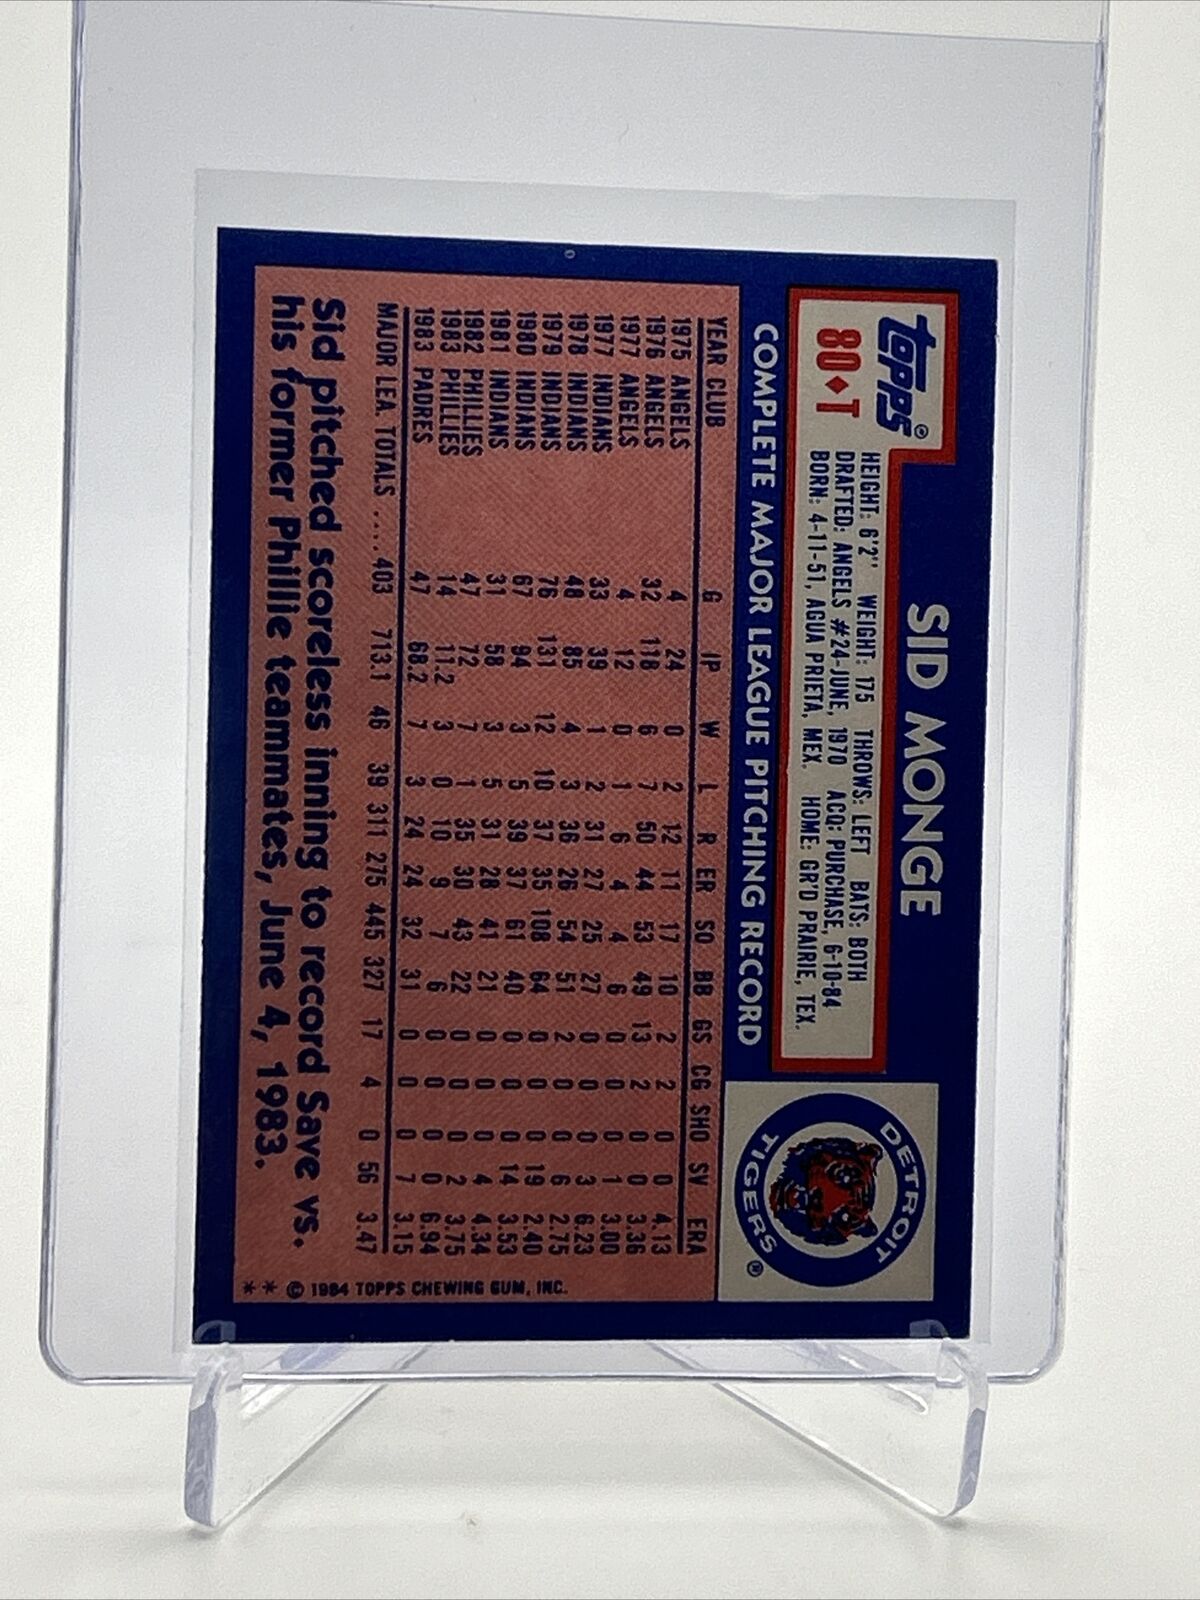 topps®
80♦T
SID MONGE
HEIGHT: 6'2" WEIGHT: 175 THROWS: LEFT BATS: BOTH
DRAFTED: ANGELS #24-JUNE, 1970 ACQ: PURCHASE, 6-10-84
BORN: 4-11-51, AGUA PRIETA, MEX. HOME: GR'D PRAIRIE, TEX.
DETROIT
TIGERS ®
COMPLETE MAJOR LEAGUE PITCHING RECORD
YEAR CLUB G IP W L R ER SO BB GS CG SHO SV ERA
1975 ANGELS 4 24 0 2 12 11 17 10 2 2 0 0 4.13
1976 ANGELS 32 118 6 7 50 44 53 49 13 2 0 0 3.36
1977 ANGELS 4 12 0 1 6 4 4 6 0 0 0 1 3.00
1977 INDIANS 33 39 1 2 31 27 25 27 0 0 0 3 6.23
1978 INDIANS 48 85 4 3 36 26 54 51 2 0 0 6 2.75
1979 INDIANS 76 131 12 10 37 35 108 64 0 0 0 19 2.40
1980 INDIANS 67 94 3 5 39 37 61 40 0 0 0 14 3.53
1981 INDIANS 31 58 3 5 31 28 41 21 0 0 0 4 4.34
1982 PHILLIES 47 72 7 1 35 30 43 22 0 0 0 2 3.75
1983 PHILLIES 14 11.2 3 0 10 9 7 6 0 0 0 0 6.94
1983 PADRES 47 68.2 7 3 24 24 32 31 0 0 0 7 3.15
MAJOR LEA. TOTALS .....403 713.1 46 39 311 275 445 327 17 4 0 56 3.47
Sid pitched scoreless inning to record Save vs.
his former Phillie teammates, June 4, 1983.
** © 1984 TOPPS CHEWING GUM, INC.